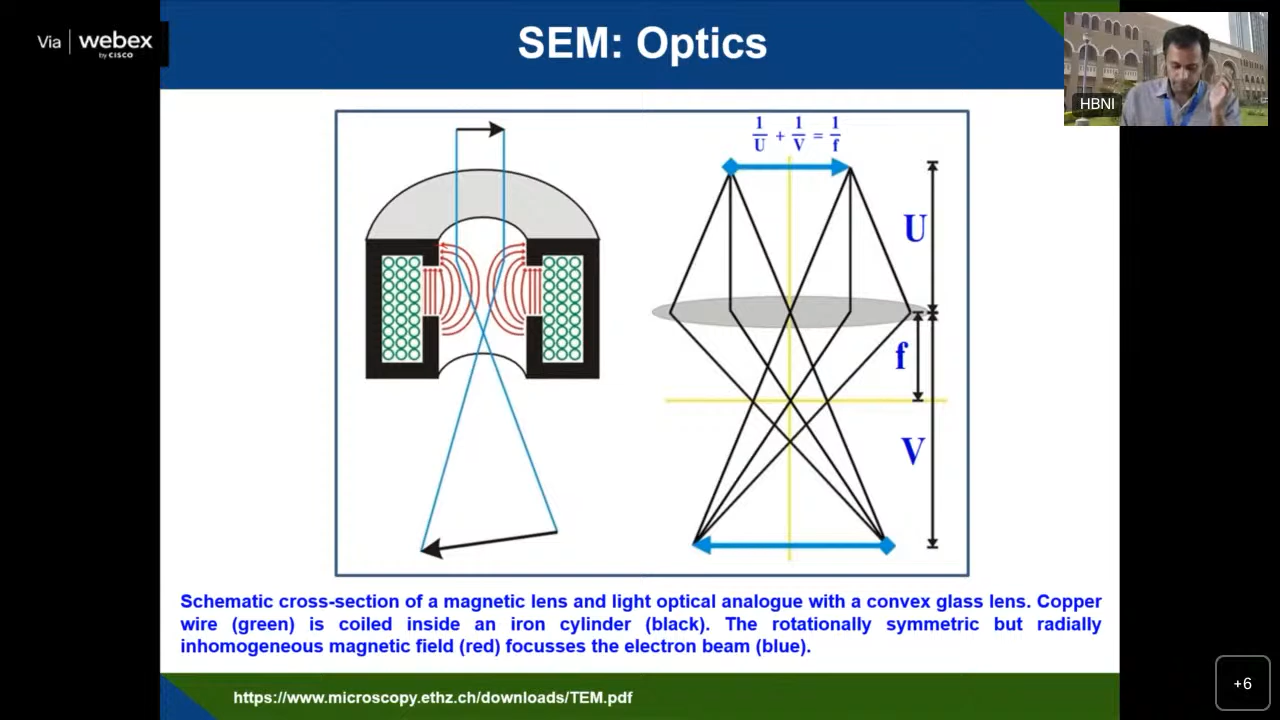 Via | webex
by CISCO
SEM: Optics
HBNI
1/U + 1/V = 1/f
U
f
V
Schematic cross-section of a magnetic lens and light optical analogue with a convex glass lens. Copper
wire (green) is coiled inside an iron cylinder (black). The rotationally symmetric but radially
inhomogeneous magnetic field (red) focusses the electron beam (blue).
https://www.microscopy.ethz.ch/downloads/TEM.pdf
+6